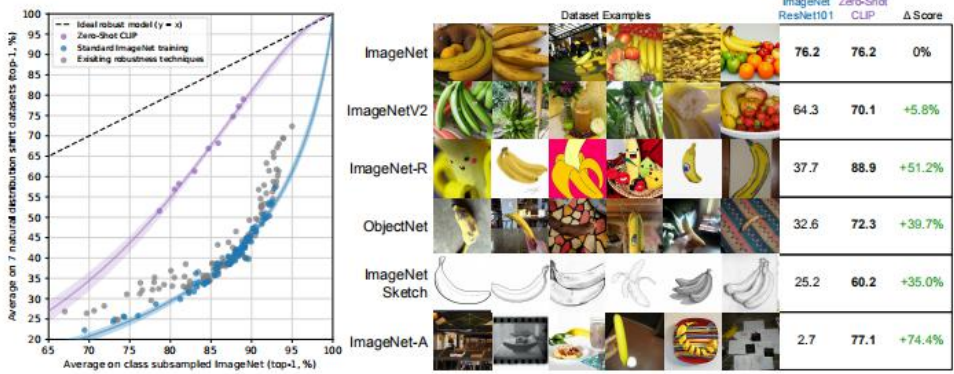 Ideal robust model (y = x)
Zero-Shot CLIP
Standard ImageNet training
Exisiting robustness techniques
100
95
90
85
80
75
70
65
60
55
50
45
40
35
30
25
20
65
70
75
80
85
90
95
100
Average on 7 natural distribution shift datasets (top-1, %)
Average on class subsampled ImageNet (top-1, %)
Dataset Examples
ImageNet Zero-Shot
ResNet101 CLIP Δ Score
ImageNet 76.2 76.2 0%
ImageNetV2 64.3 70.1 +5.8%
ImageNet-R 37.7 88.9 +51.2%
ObjectNet 32.6 72.3 +39.7%
ImageNet
Sketch 25.2 60.2 +35.0%
ImageNet-A 2.7 77.1 +74.4%